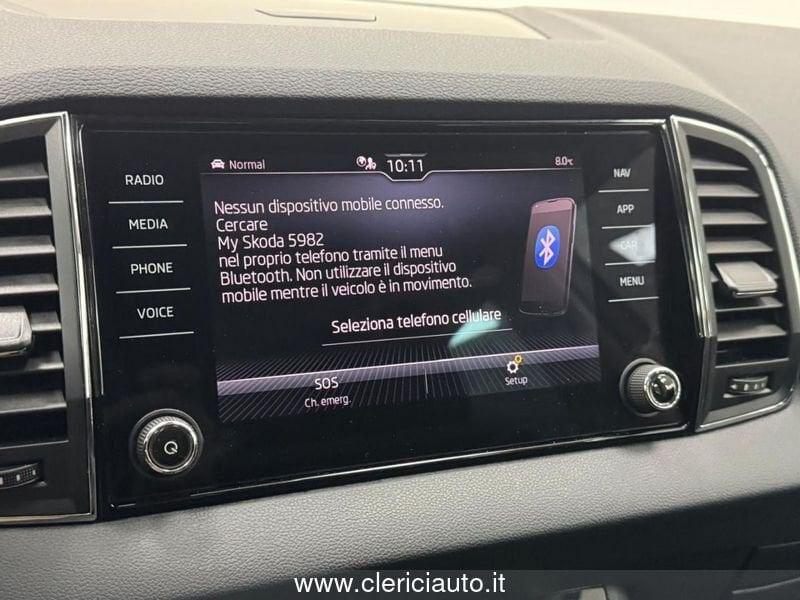 Normal
10:11
8.0°C
RADIO
MEDIA
PHONE
VOICE
Nessun dispositivo mobile connesso.
Cercare
My Skoda 5982
nel proprio telefono tramite il menu
Bluetooth. Non utilizzare il dispositivo
mobile mentre il veicolo è in movimento.
Seleziona telefono cellulare
SOS
Ch. emerg.
Setup
NAV
APP
CAR
MENU
www.clericiauto.it